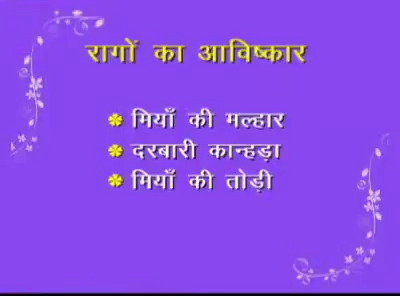 रागों का आविष्कार
मियाँ की मल्हार
दरबारी कान्हड़ा
मियाँ की तोड़ी